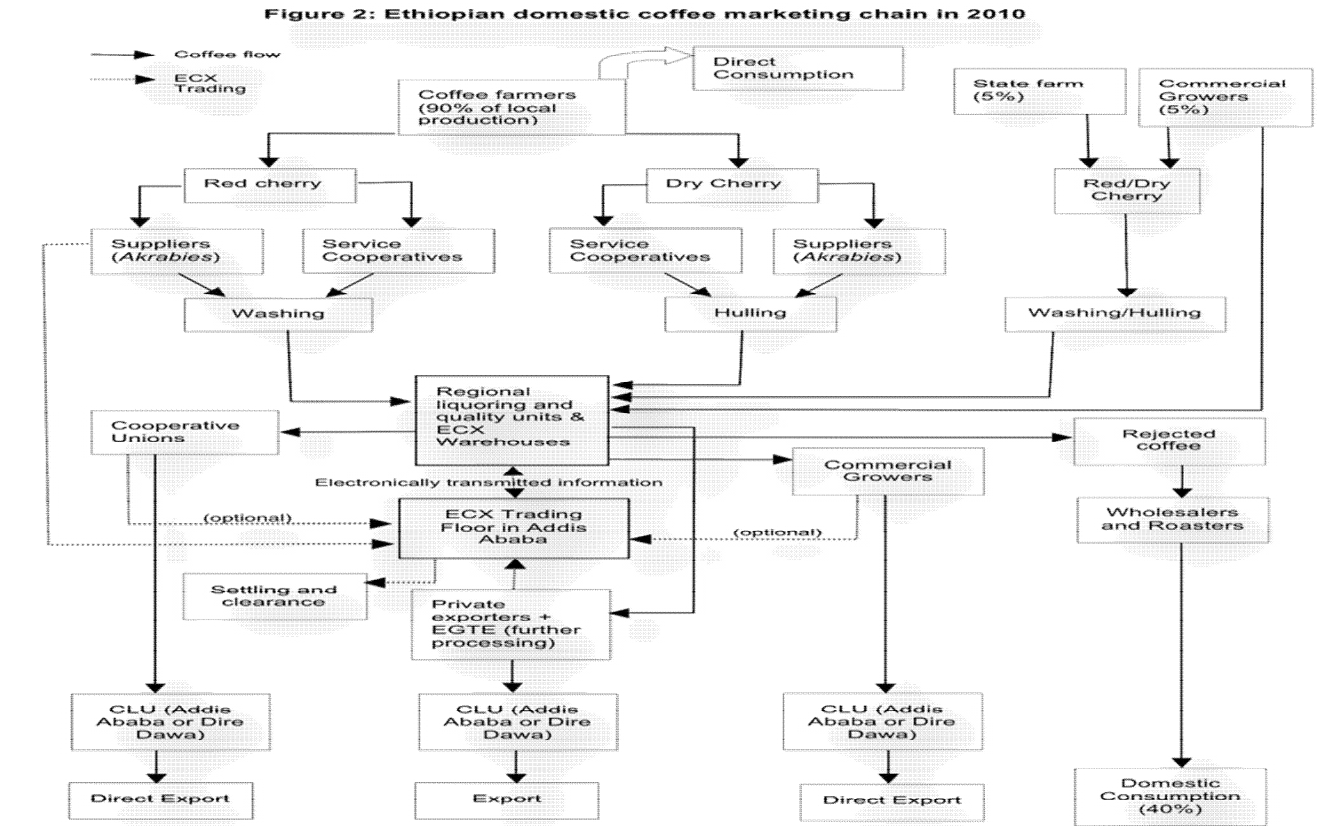 Figure 2: Ethiopian domestic coffee marketing chain in 2010
Coffee flow
ECX
Trading
Direct
Consumption
Coffee farmers
(90% of local
production)
State farm
(5%)
Commercial
Growers
(5%)
Red cherry
Dry Cherry
Red/Dry
Cherry
Suppliers
(Akrabies)
Service
Cooperatives
Service
Cooperatives
Suppliers
(Akrabies)
Washing
Hulling
Washing/Hulling
Regional
liquoring and
quality units &
ECX
Warehouses
Cooperative
Unions
Rejected
coffee
Commercial
Growers
Electronically transmitted information
ECX Trading
Floor in Addis
Ababa
(optional)
(optional)
Wholesalers
and Roasters
Settling and
clearance
Private
exporters +
EGTE (further
processing)
CLU (Addis
Ababa or Dire
Dawa)
CLU (Addis
Ababa or Dire
Dawa)
CLU (Addis
Ababa or Dire
Dawa)
Direct Export
Export
Direct Export
Domestic
Consumption
(40%)